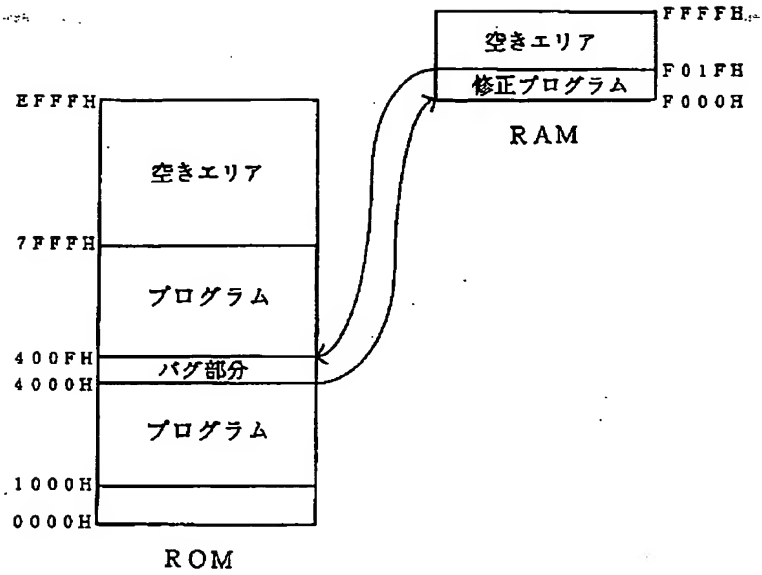 FFFFH
空きエリア
F01FH
修正プログラム
F000H
RAM
EFFFH
空きエリア
7FFFH
プログラム
400FH
バグ部分
4000H
プログラム
1000H
0000H
ROM